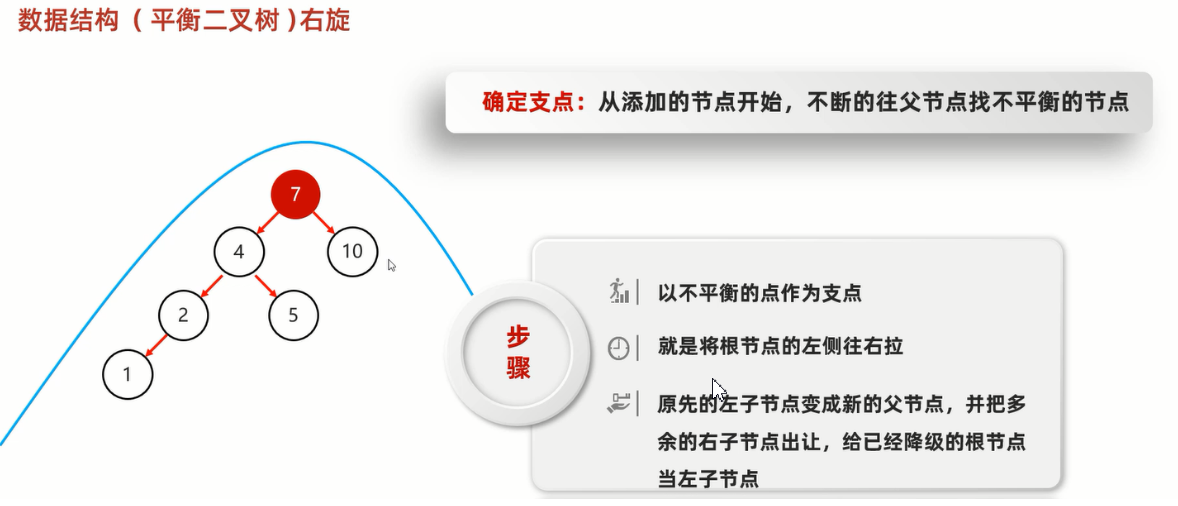 数据结构（平衡二叉树）右旋
确定支点：从添加的节点开始，不断的往父节点找不平衡的节点
7
4
10
2
5
1
步
骤
以不平衡的点作为支点
就是将根节点的左侧往右拉
原先的左子节点变成新的父节点，并把多
余的右子节点出让，给已经降级的根节点
当左子节点